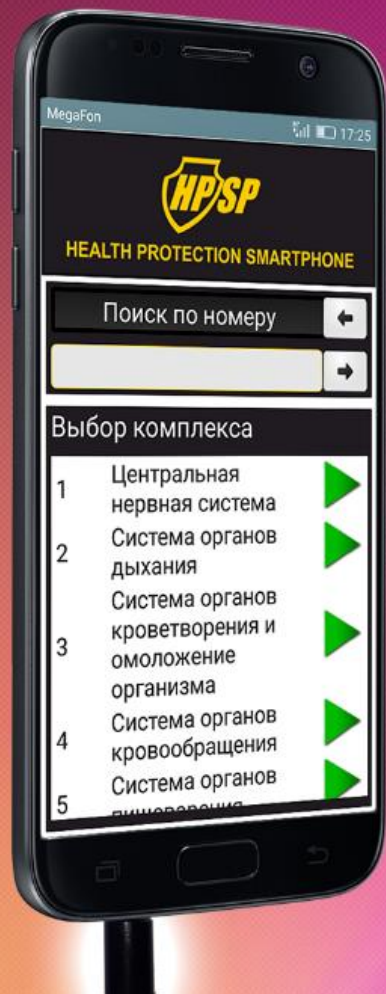 MegaFon 17:25
HP/SP
HEALTH PROTECTION SMARTPHONE
Поиск по номеру
Выбор комплекса
1 Центральная
нервная система
2 Система органов
дыхания
Система органов
3 кроветворения и
омоложение
организма
4 Система органов
кровообращения
5 Система органов
пищеварения